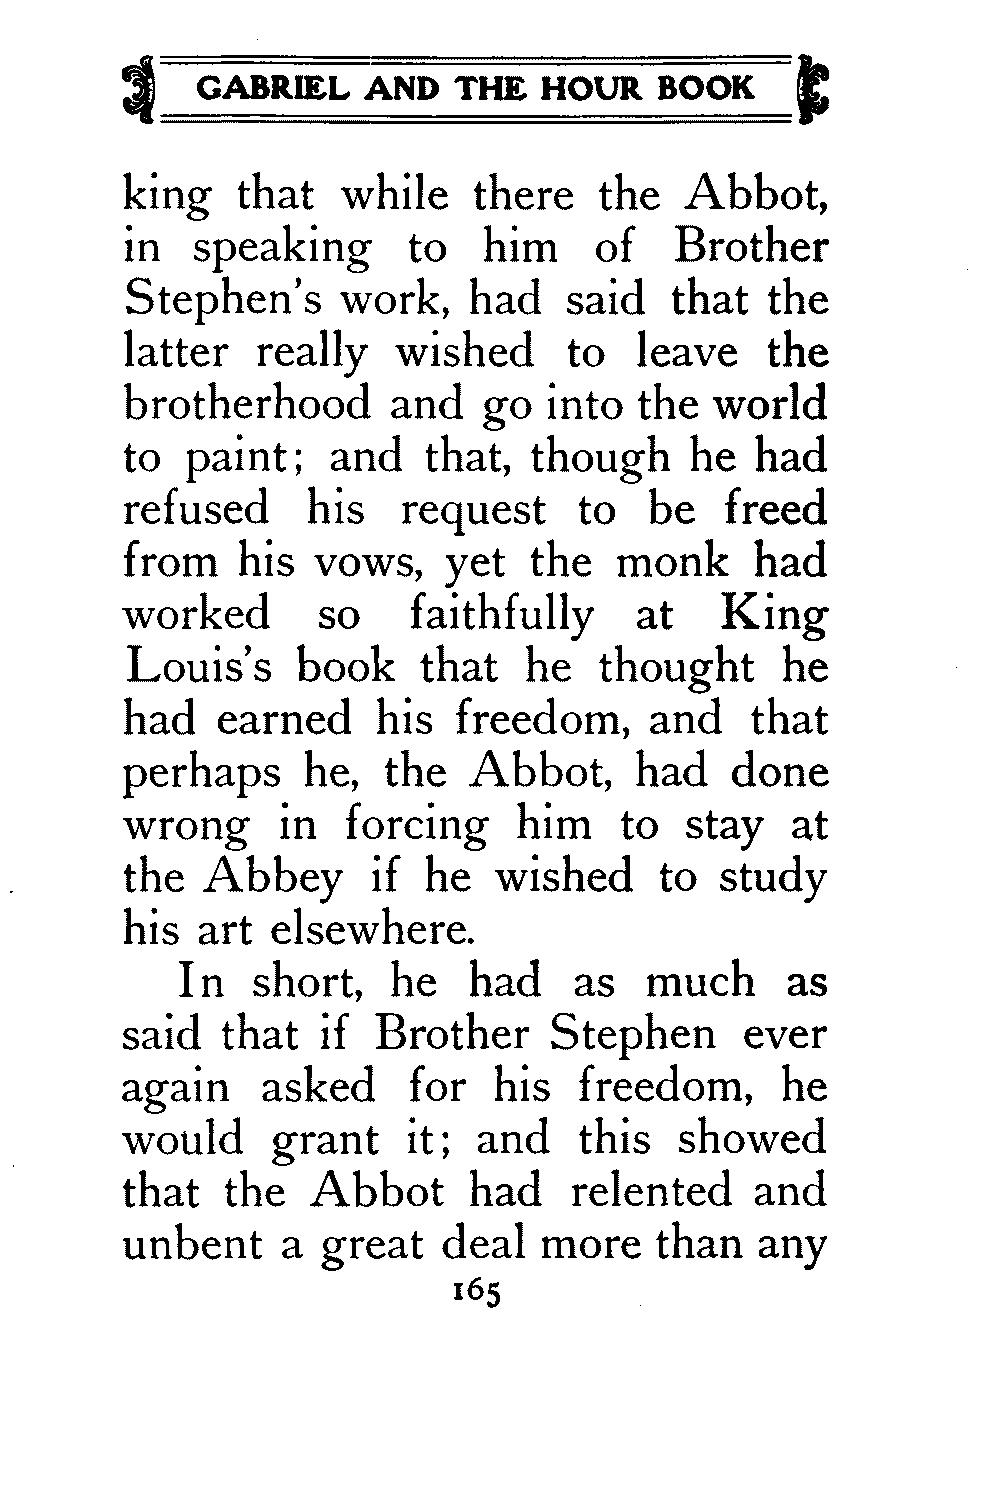 GABRIEL AND THE HOUR BOOK
king that while there the Abbot,
in speaking to him of Brother
Stephen's work, had said that the
latter really wished to leave the
brotherhood and go into the world
to paint; and that, though he had
refused his request to be freed
from his vows, yet the monk had
worked so faithfully at King
Louis's book that he thought he
had earned his freedom, and that
perhaps he, the Abbot, had done
wrong in forcing him to stay at
the Abbey if he wished to study
his art elsewhere.
In short, he had as much as
said that if Brother Stephen ever
again asked for his freedom, he
would grant it; and this showed
that the Abbot had relented and
unbent a great deal more than any
165